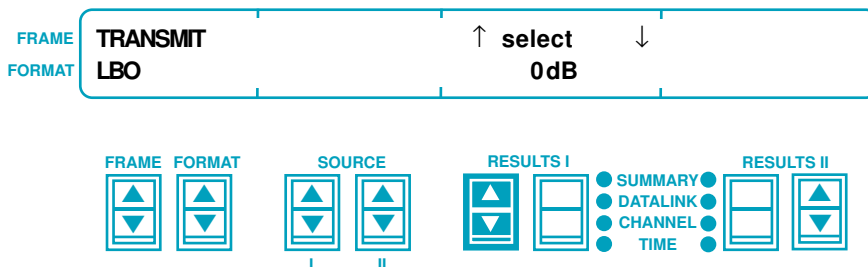 FRAME TRANSMIT ↑ select ↓
FORMAT LBO 0dB
FRAME FORMAT SOURCE RESULTS I RESULTS II
SUMMARY
DATALINK
CHANNEL
TIME
I II